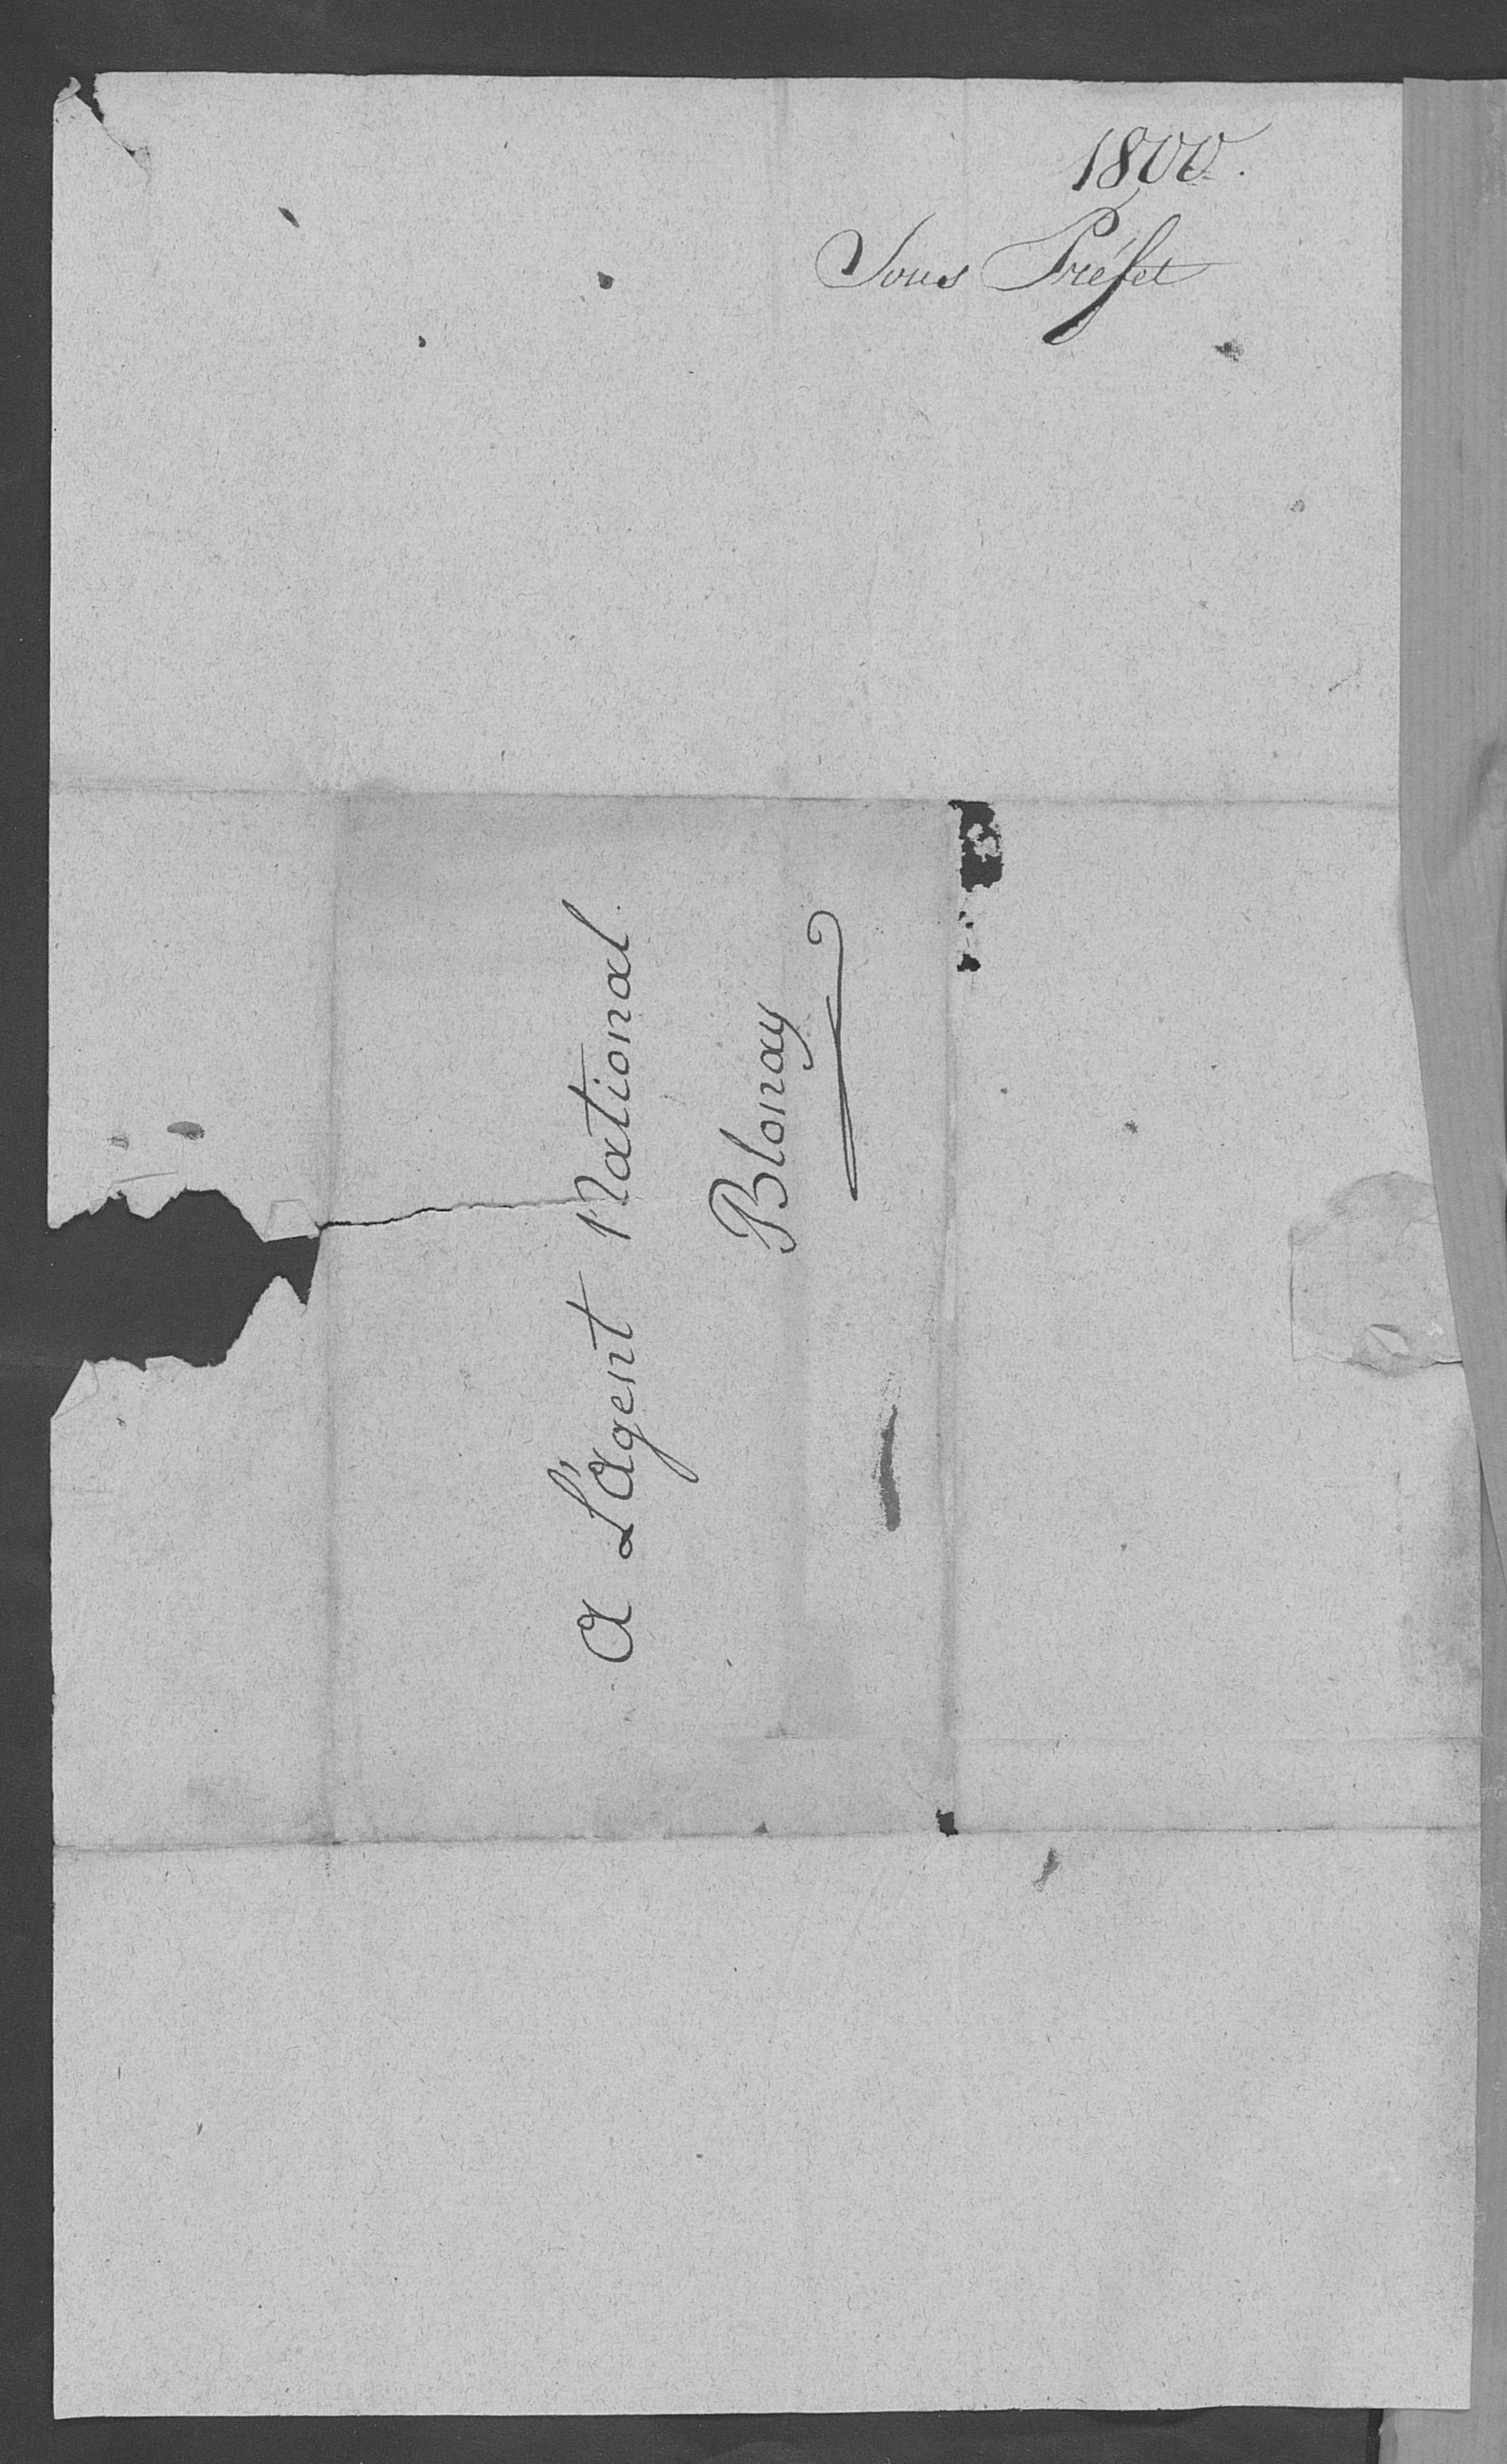 1800.
Sous Préfet
A L'agent National
Blonay